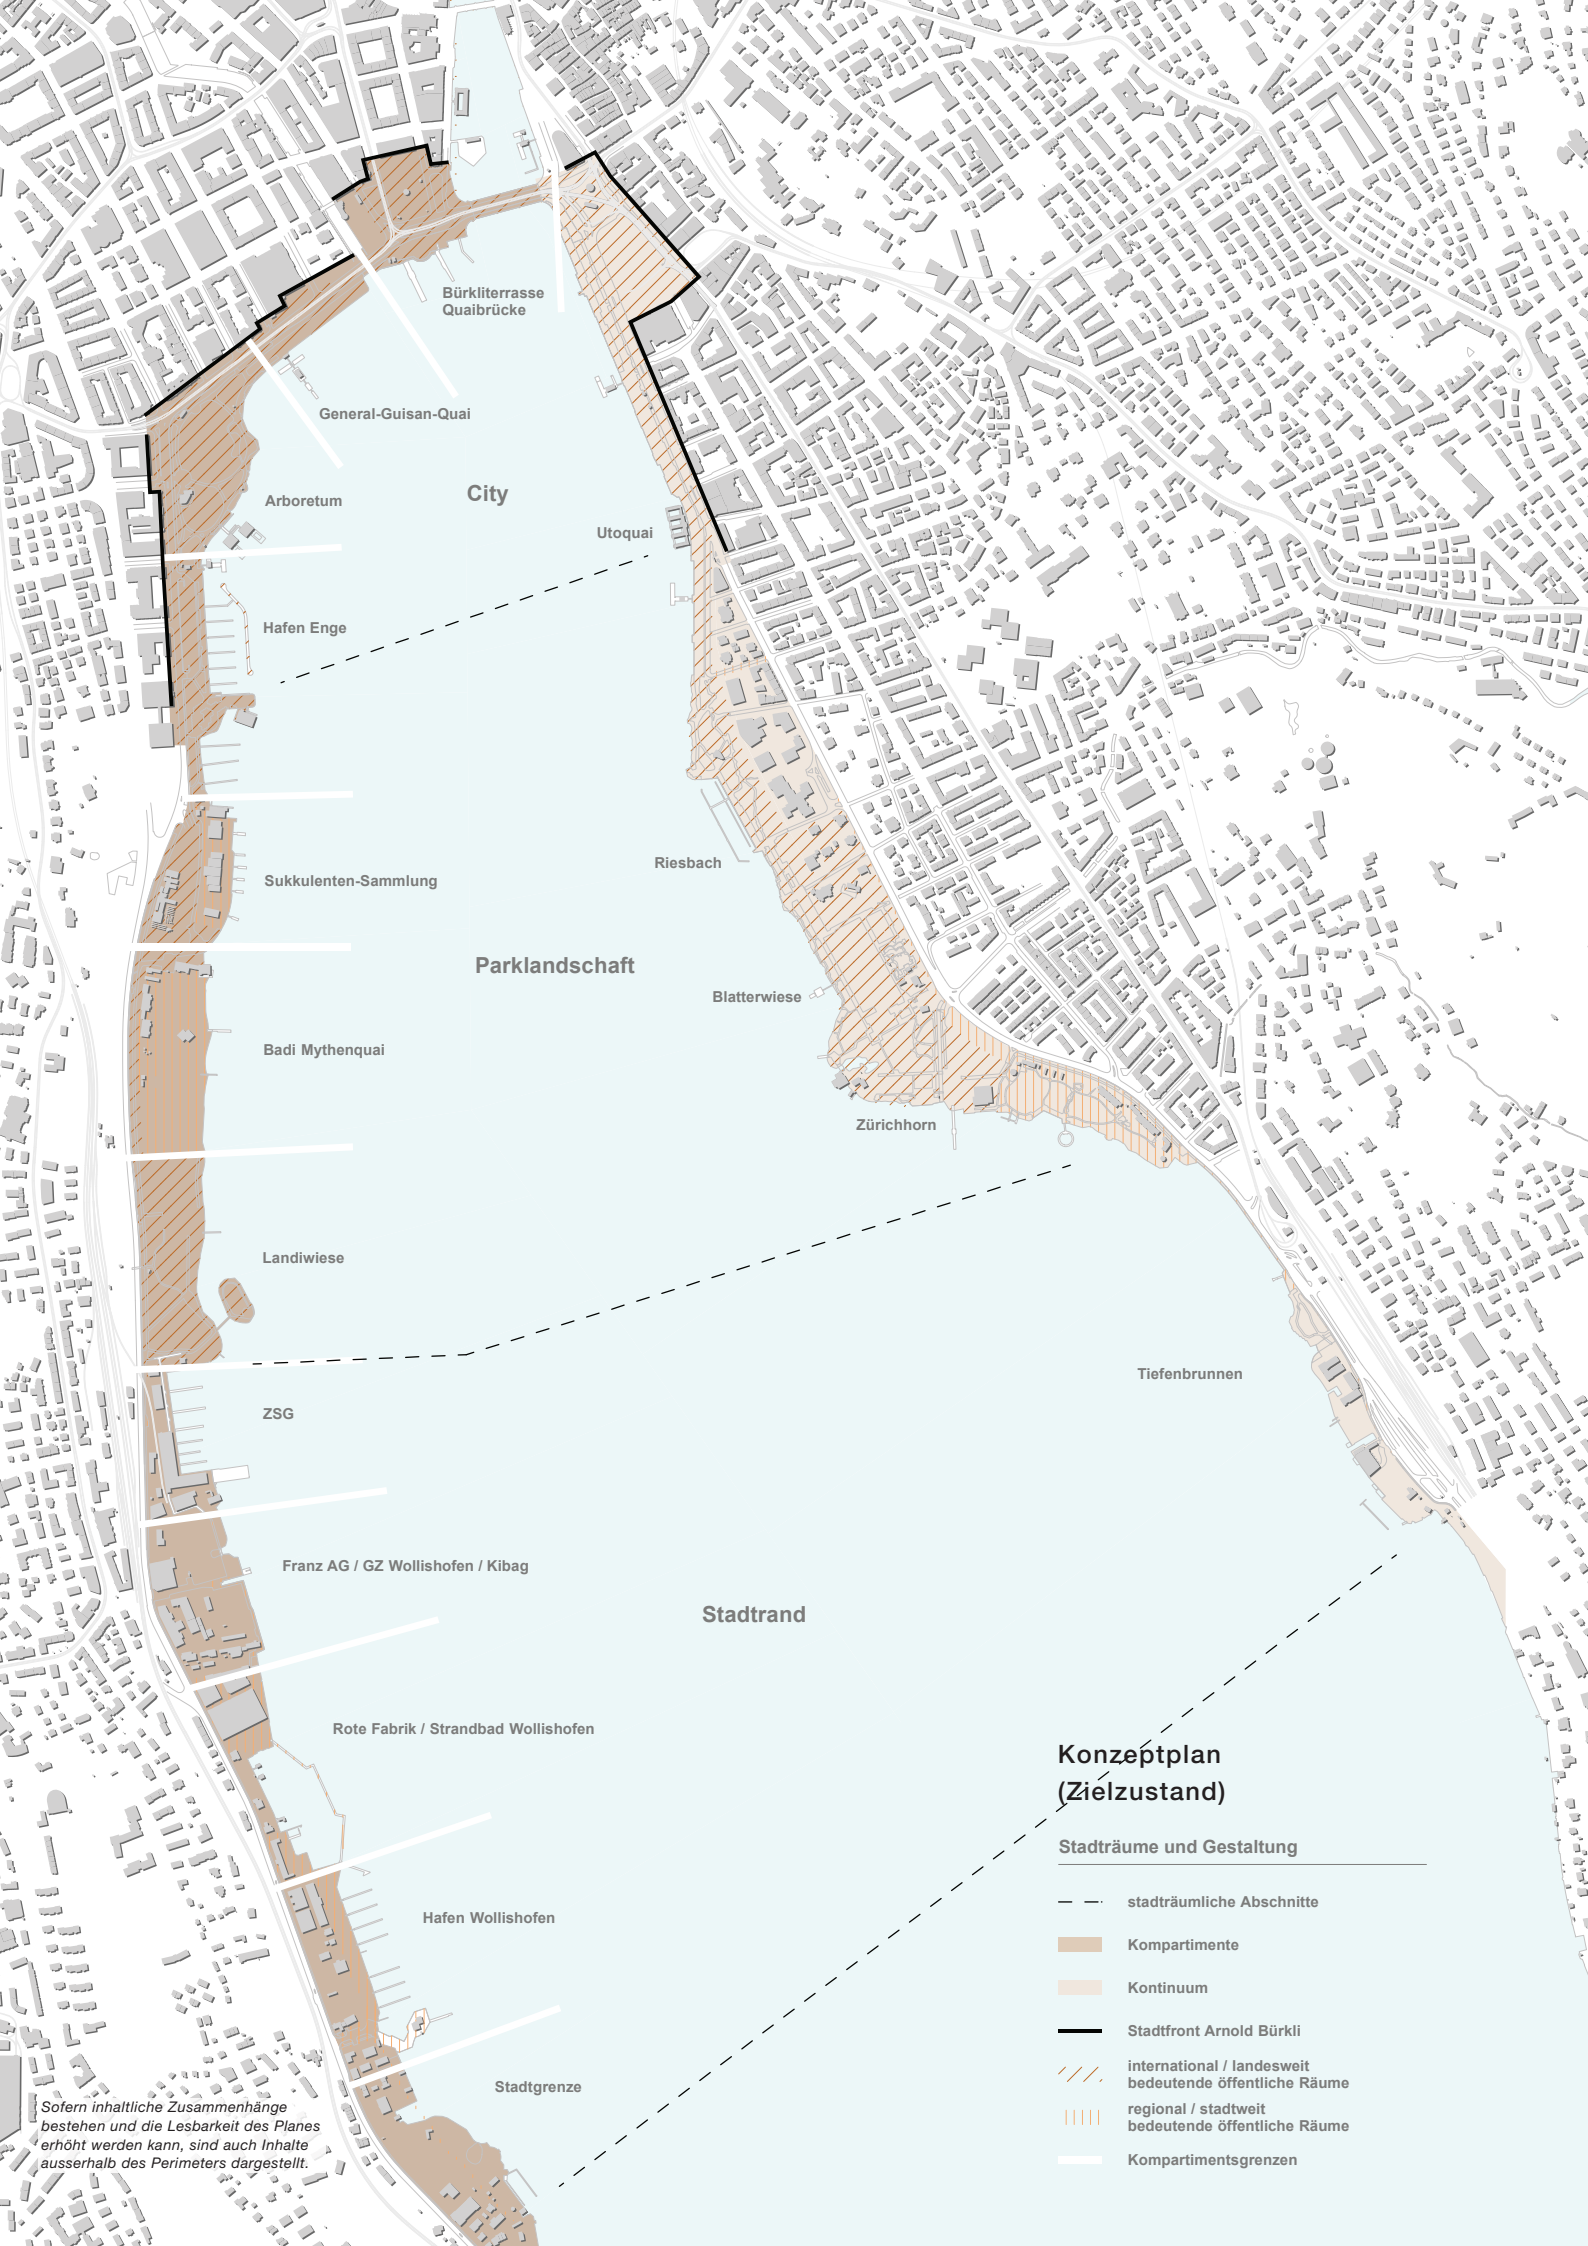 Bürkliterrasse
Quaibrücke
General-Guisan-Quai
City
Arboretum
Utoquai
Hafen Enge
Riesbach
Sukkulenten-Sammlung
Parklandschaft
Blatterwiese
Badi Mythenquai
Zürichhorn
Landiwiese
Tiefenbrunnen
ZSG
Franz AG / GZ Wollishofen / Kibag
Stadtrand
Rote Fabrik / Strandbad Wollishofen
Hafen Wollishofen
Stadtgrenze
Konzeptplan
(Zielzustand)
Stadträume und Gestaltung
stadträumliche Abschnitte
Kompartimente
Kontinuum
Stadtfront Arnold Bürkli
international / landesweit
bedeutende öffentliche Räume
regional / stadtweit
bedeutende öffentliche Räume
Kompartimentsgrenzen
Sofern inhaltliche Zusammenhänge
bestehen und die Lesbarkeit des Planes
erhöht werden kann, sind auch Inhalte
ausserhalb des Perimeters dargestellt.